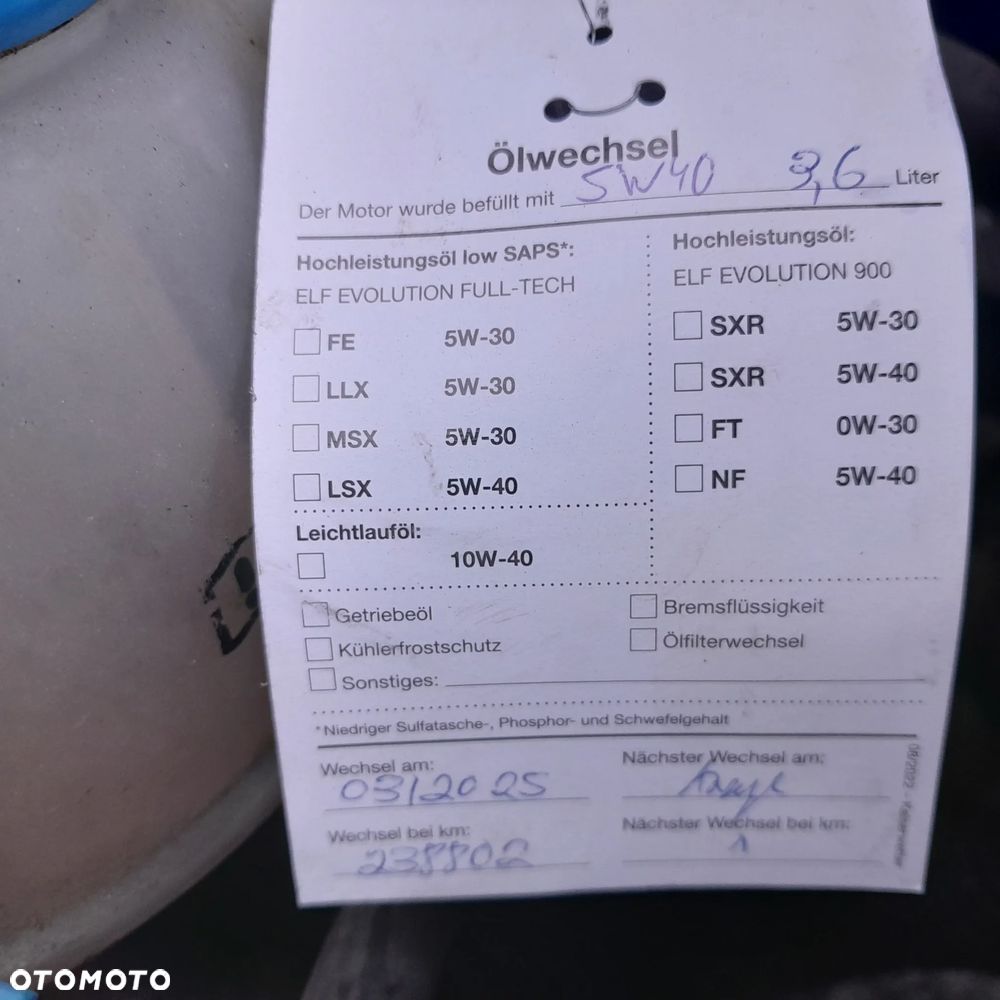 Ölwechsel
Der Motor wurde befüllt mit 5W40 3,6 Liter
Hochleistungsöl low SAPS*:
ELF EVOLUTION FULL-TECH
FE 5W-30
LLX 5W-30
MSX 5W-30
LSX 5W-40
Hochleistungsöl:
ELF EVOLUTION 900
SXR 5W-30
SXR 5W-40
FT 0W-30
NF 5W-40
Leichtlauföl:
10W-40
Getriebeöl
Bremsflüssigkeit
Kühlerfrostschutz
Ölfilterwechsel
Sonstiges:
*Niedriger Sulfatasche-, Phosphor- und Schwefelgehalt
Wechsel am:
03/2025
Nächster Wechsel am:
Wechsel bei km:
238802
Nächster Wechsel bei km:
1
08/2022 -
OTOMOTO